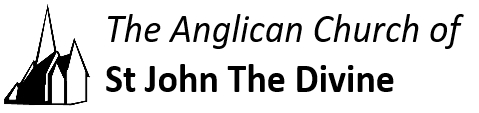 The Anglican Church of
St John The Divine